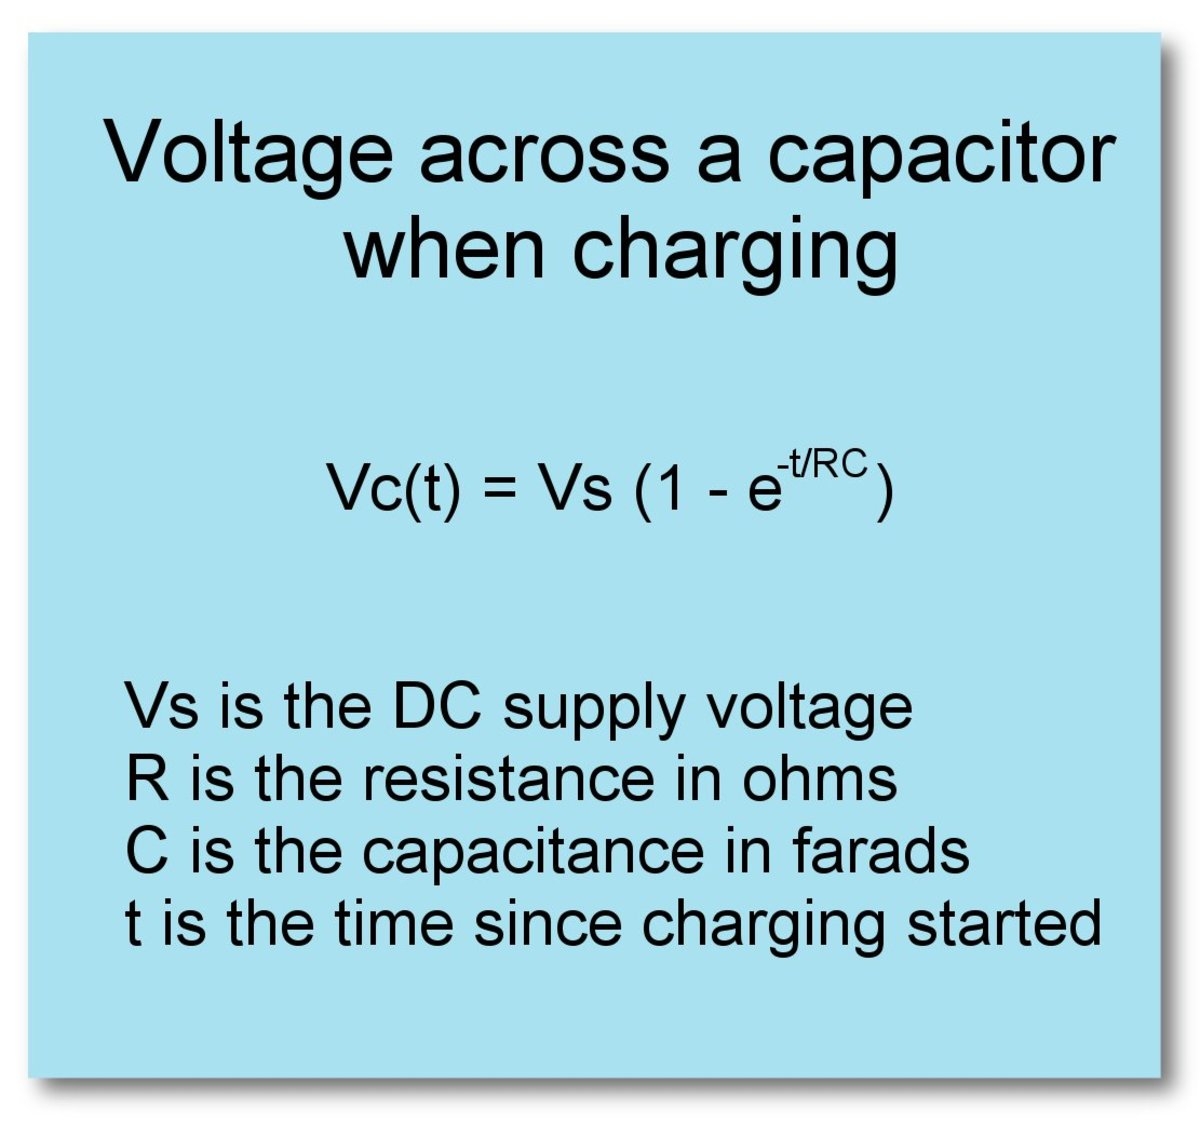 Voltage across a capacitor
when charging
Vc(t) = Vs (1 - e^-t/RC)
Vs is the DC supply voltage
R is the resistance in ohms
C is the capacitance in farads
t is the time since charging started